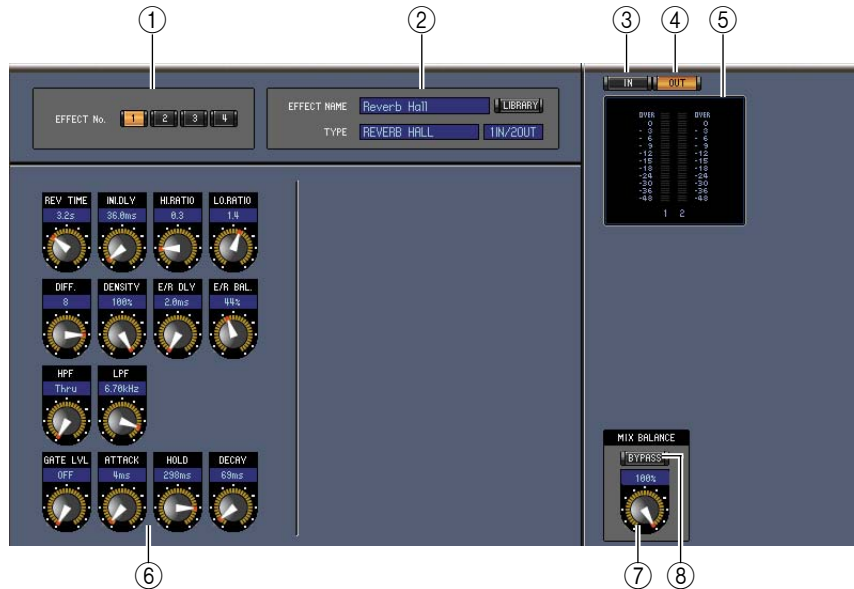 ① ② ③ ④ ⑤
IN OUT
EFFECT No. 1 2 3 4
EFFECT NAME Reverb Hall LIBRARY
TYPE REVERB HALL 1IN/2OUT
OVER OVER
0 0
- 3 - 3
- 6 - 6
- 9 - 9
-12 -12
-15 -15
-18 -18
-24 -24
-30 -30
-36 -36
-48 -48
1 2
REV TIME INI.DLY HI.RATIO LO.RATIO
3.2s 36.0ms 0.3 1.4
DIFF. DENSITY E/R DLY E/R BAL.
8 100% 2.0ms 44%
HPF LPF
Thru 6.70kHz
GATE LVL ATTACK HOLD DECAY
OFF 4ms 298ms 69ms
MIX BALANCE
BYPASS
100%
⑥ ⑦ ⑧